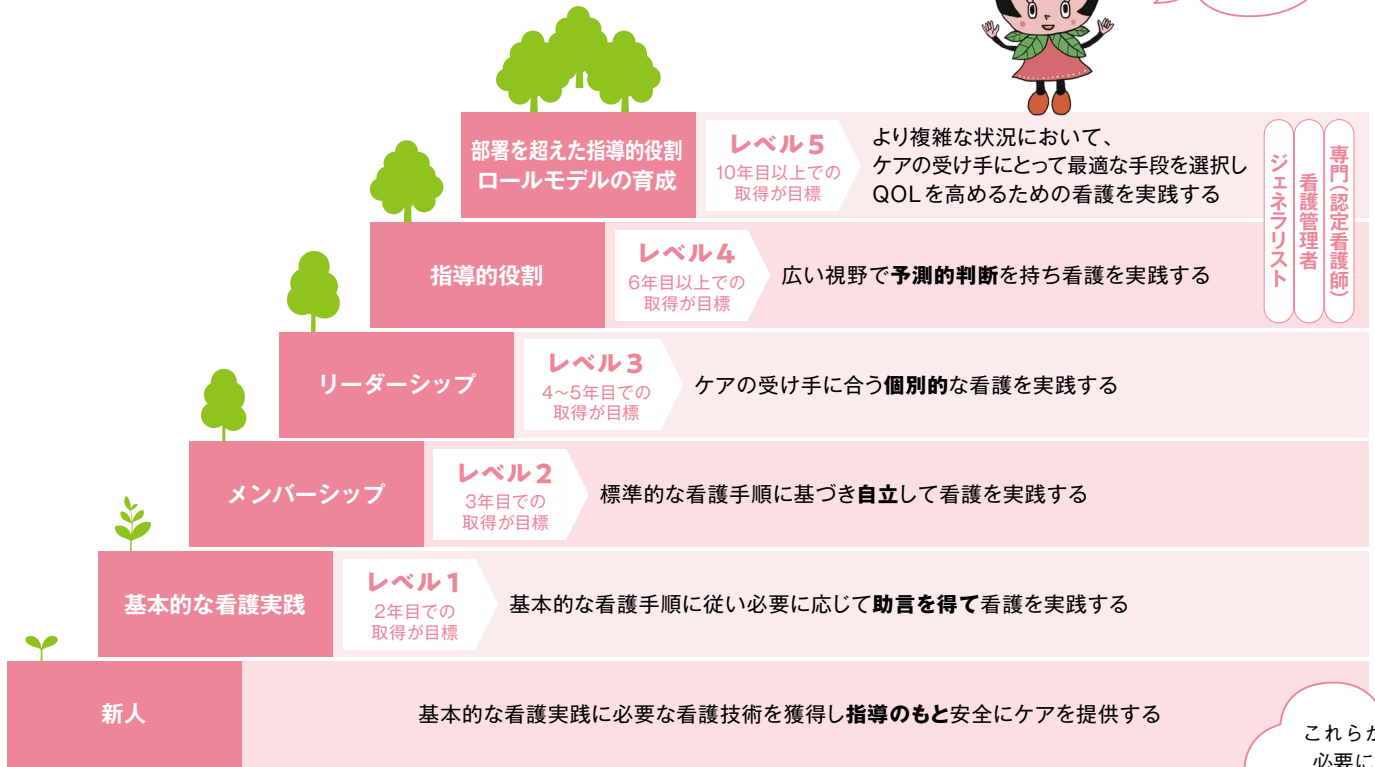 部署を超えた指導的役割
ロールモデルの育成
レベル5
10年目以上での
取得が目標
より複雑な状況において、
ケアの受け手にとって最適な手段を選択し
QOLを高めるための看護を実践する
ジェネラリスト
看護管理者
専門(認定看護師)
指導的役割
レベル4
6年目以上での
取得が目標
広い視野で予測的判断を持ち看護を実践する
リーダーシップ
レベル3
4~5年目での
取得が目標
ケアの受け手に合う個別的な看護を実践する
メンバーシップ
レベル2
3年目での
取得が目標
標準的な看護手順に基づき自立して看護を実践する
基本的な看護実践
レベル1
2年目での
取得が目標
基本的な看護手順に従い必要に応じて助言を得て看護を実践する
新人
基本的な看護実践に必要な看護技術を獲得し指導のもと安全にケアを提供する
これらか
必要に